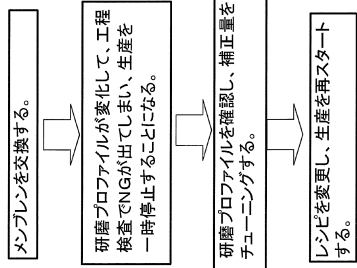 メンブレンを交換する。
研磨プロファイルが変化して、工程
検査でNGが出てしまい、生産を
一時停止することになる。
研磨プロファイルを確認し、補正量を
チューニングする。
レシピを変更し、生産を再スタート
する。